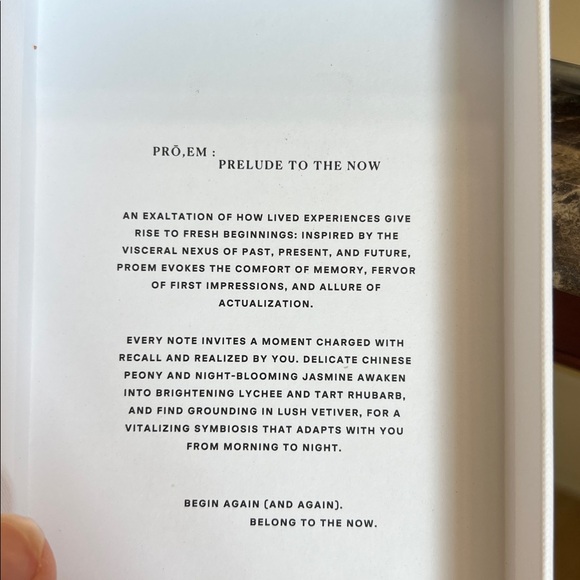 PRŌ,EM :
PRELUDE TO THE NOW
AN EXALTATION OF HOW LIVED EXPERIENCES GIVE
RISE TO FRESH BEGINNINGS: INSPIRED BY THE
VISCERAL NEXUS OF PAST, PRESENT, AND FUTURE,
PROEM EVOKES THE COMFORT OF MEMORY, FERVOR
OF FIRST IMPRESSIONS, AND ALLURE OF
ACTUALIZATION.
EVERY NOTE INVITES A MOMENT CHARGED WITH
RECALL AND REALIZED BY YOU. DELICATE CHINESE
PEONY AND NIGHT-BLOOMING JASMINE AWAKEN
INTO BRIGHTENING LYCHEE AND TART RHUBARB,
AND FIND GROUNDING IN LUSH VETIVER, FOR A
VITALIZING SYMBIOSIS THAT ADAPTS WITH YOU
FROM MORNING TO NIGHT.
BEGIN AGAIN (AND AGAIN).
BELONG TO THE NOW.